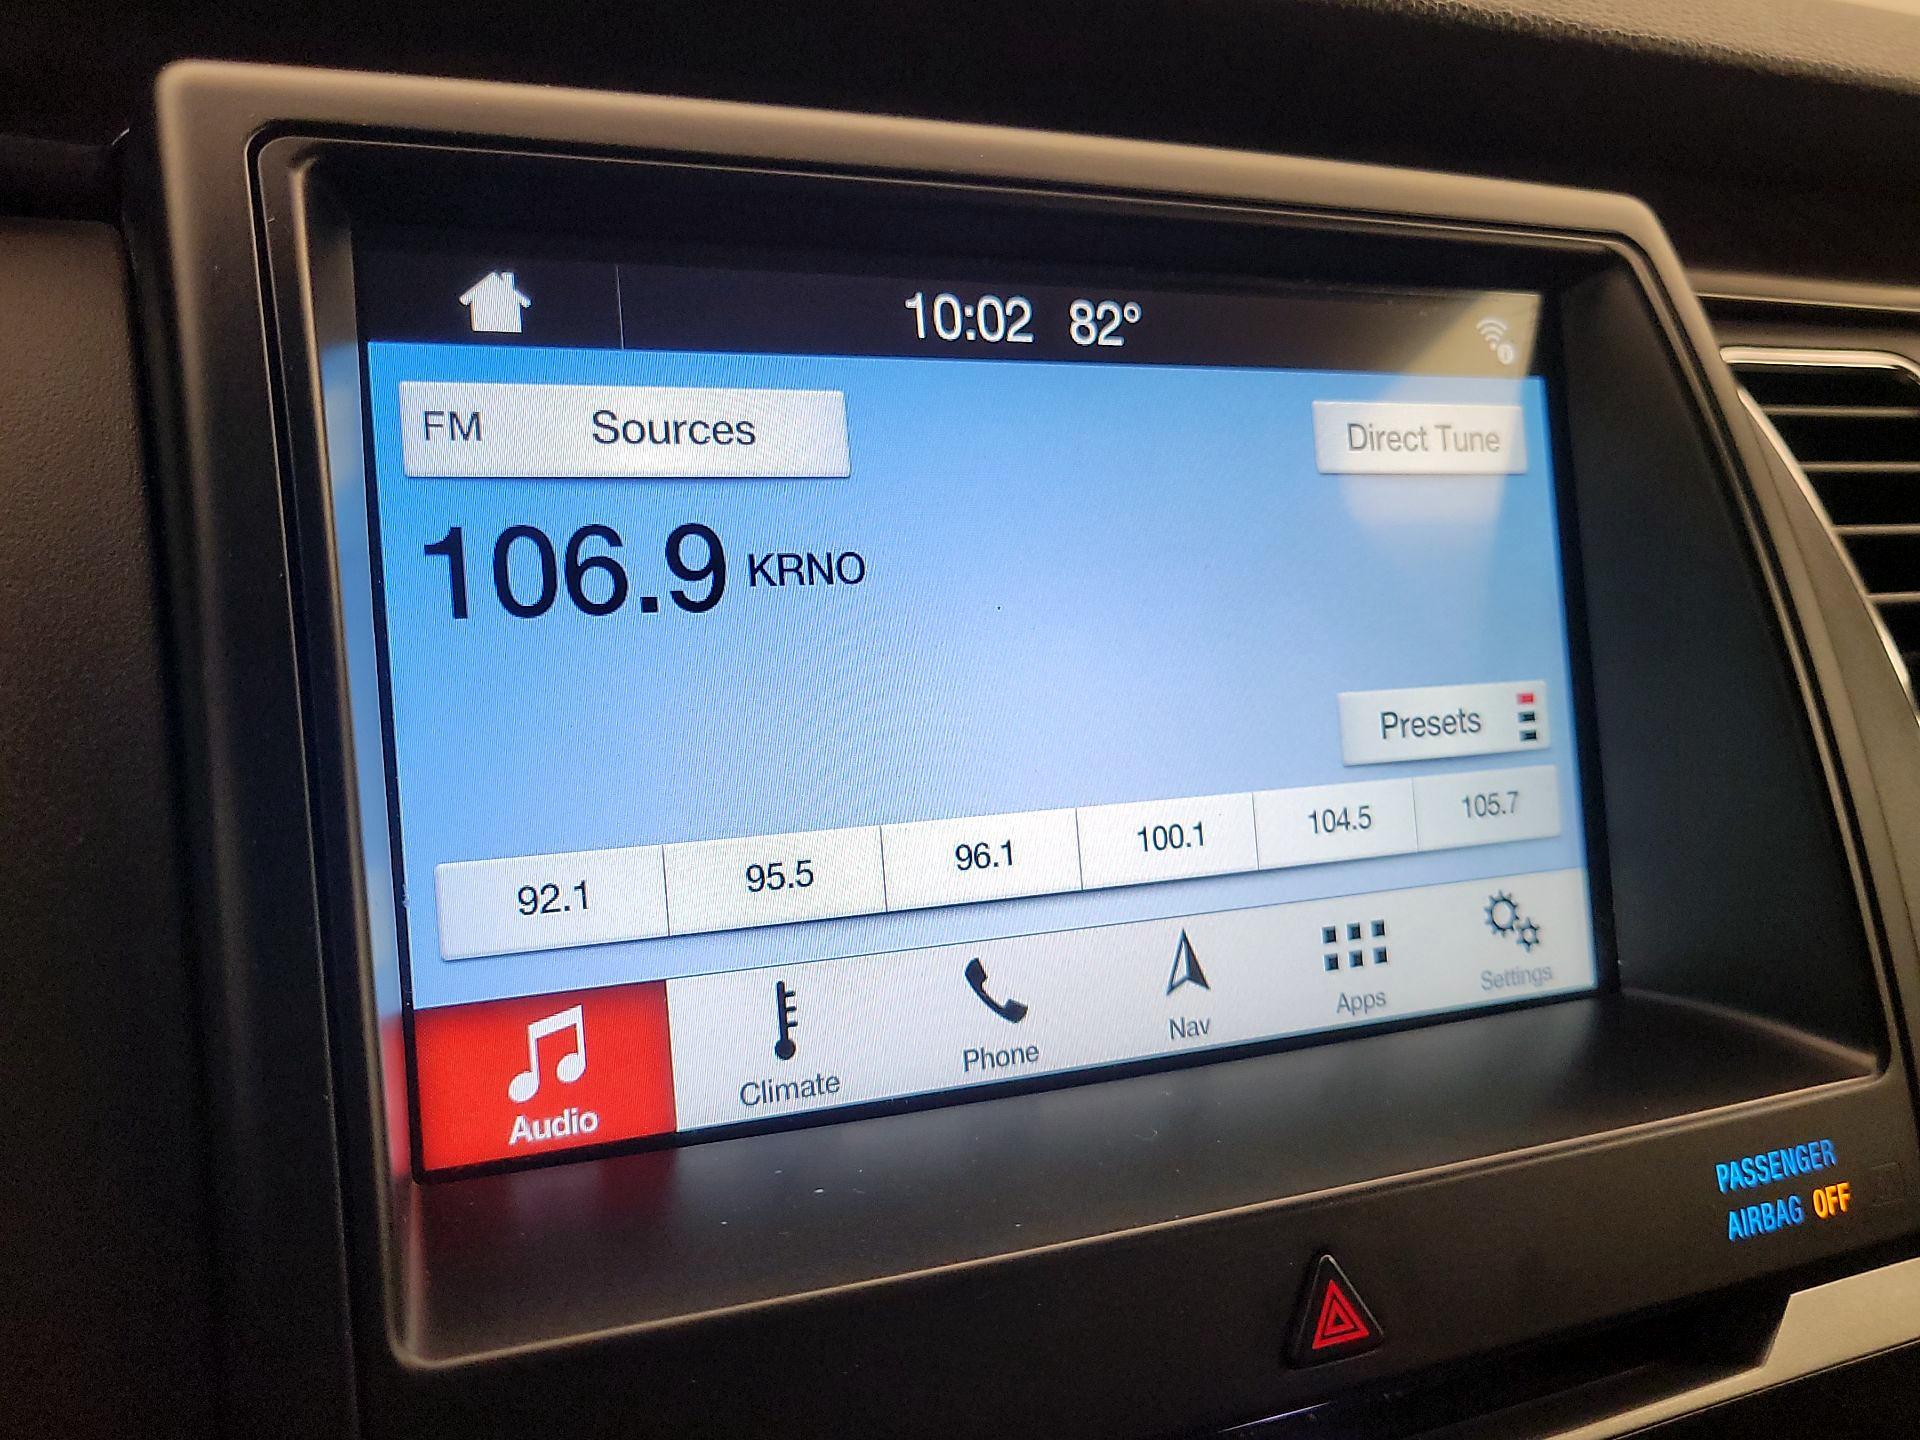 10:02 82°
FM Sources
Direct Tune
106.9 KRNO
Presets
92.1 95.5 96.1 100.1 104.5 105.7
Audio Climate Phone Nav Apps Settings
PASSENGER
AIRBAG OFF